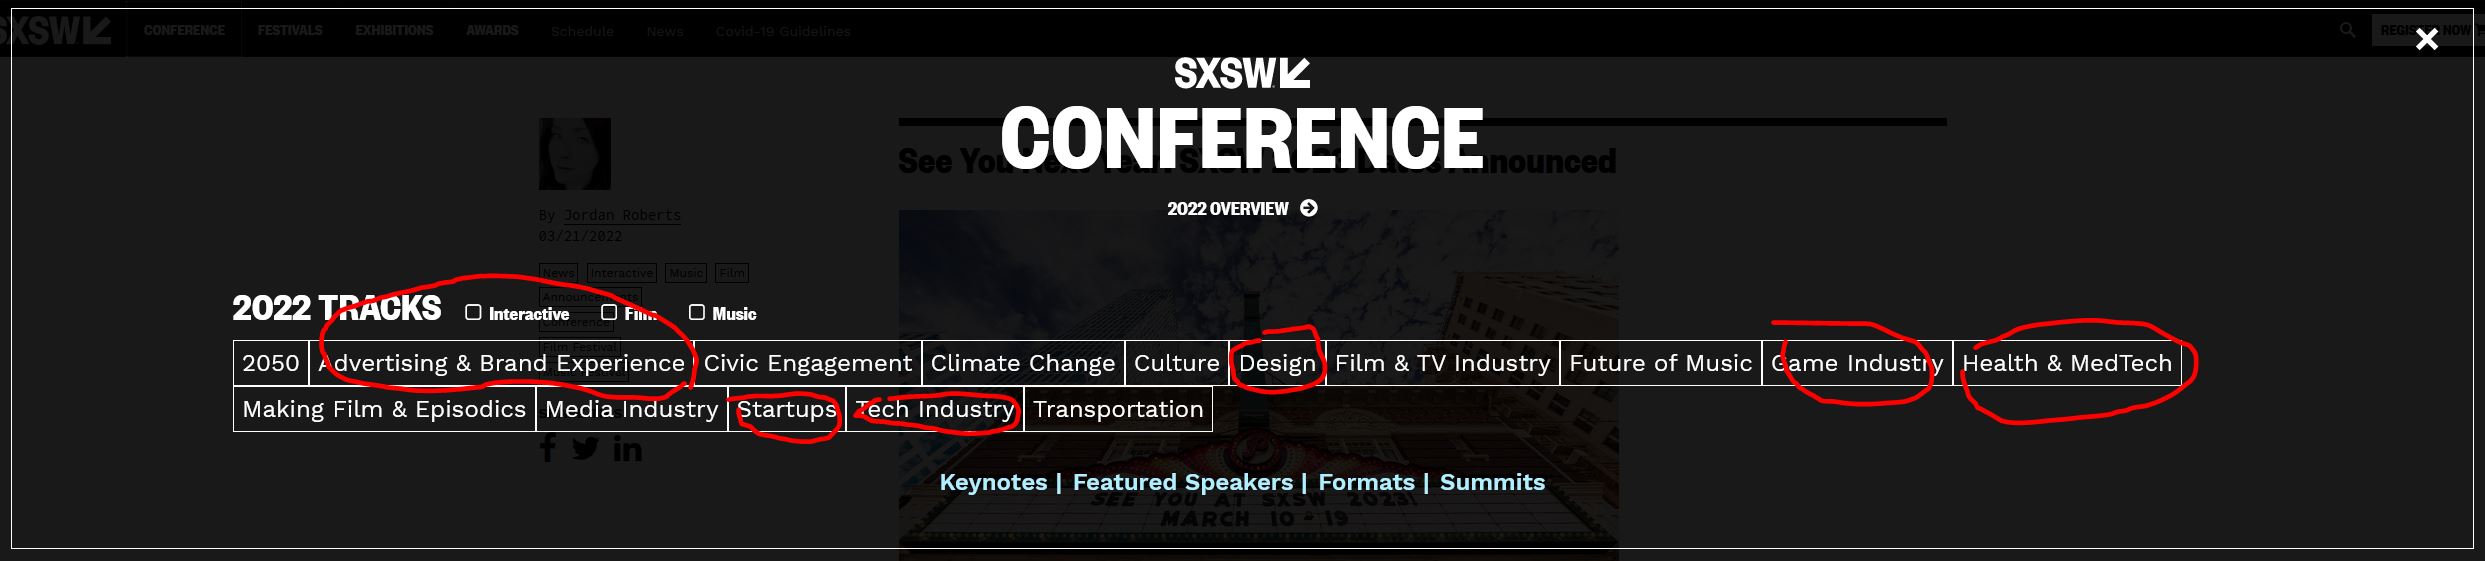 SXSW
CONFERENCE FESTIVALS EXHIBITIONS AWARDS Schedule News Covid-19 Guidelines
REGISTER NOW
SXSW
CONFERENCE
See You Next Year: SXSW 2023 Dates Announced
2022 OVERVIEW
By Jordan Roberts
03/21/2022
News Interactive Music Film
Announcements
Conference
Film Festival
2022 TRACKS Interactive Film Music
2050 Advertising & Brand Experience Civic Engagement Climate Change Culture Design Film & TV Industry Future of Music Game Industry Health & MedTech
Making Film & Episodics Media Industry Startups Tech Industry Transportation
Keynotes | Featured Speakers | Formats | Summits
SEE YOU AT SXSW 2023!
MARCH 10-19